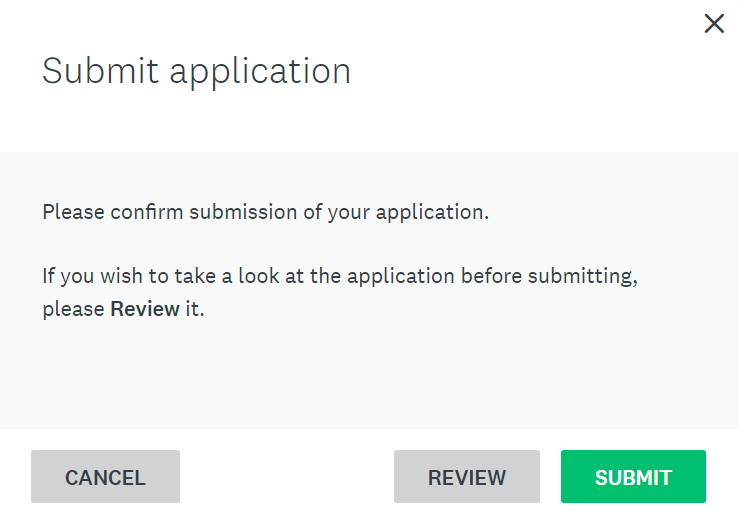 Submit application
Please confirm submission of your application.
If you wish to take a look at the application before submitting,
please Review it.
CANCEL
REVIEW
SUBMIT